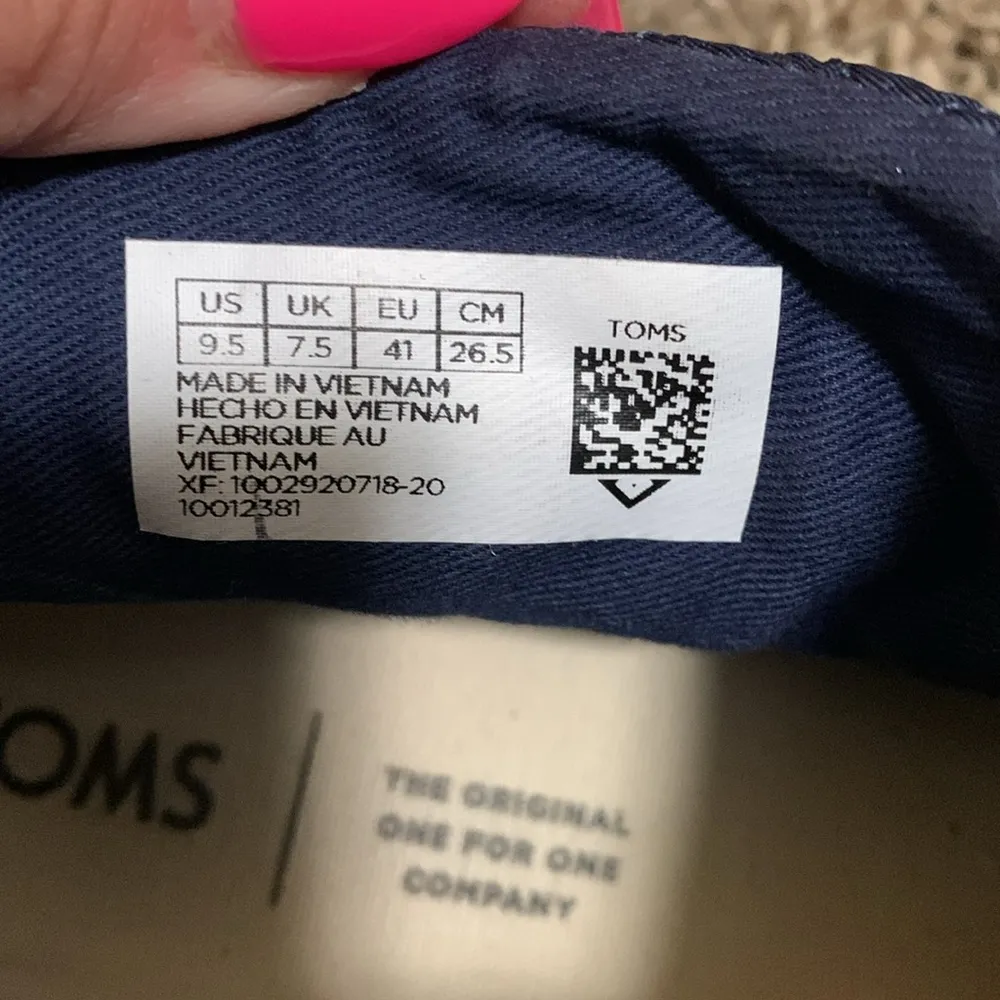 US UK EU CM
9.5 7.5 41 26.5
MADE IN VIETNAM
HECHO EN VIETNAM
FABRIQUE AU
VIETNAM
XF: 1002920718-20
10012381
TOMS
TOMS
THE ORIGINAL
ONE FOR ONE
COMPANY